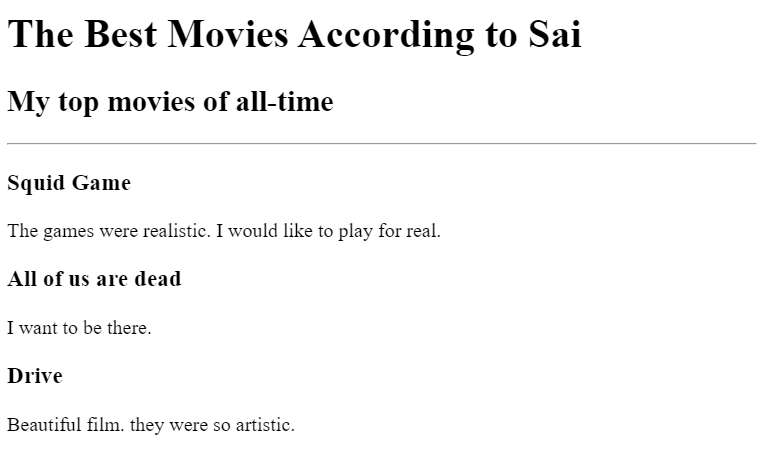 The Best Movies According to Sai
My top movies of all-time
Squid Game
The games were realistic. I would like to play for real.
All of us are dead
I want to be there.
Drive
Beautiful film. they were so artistic.